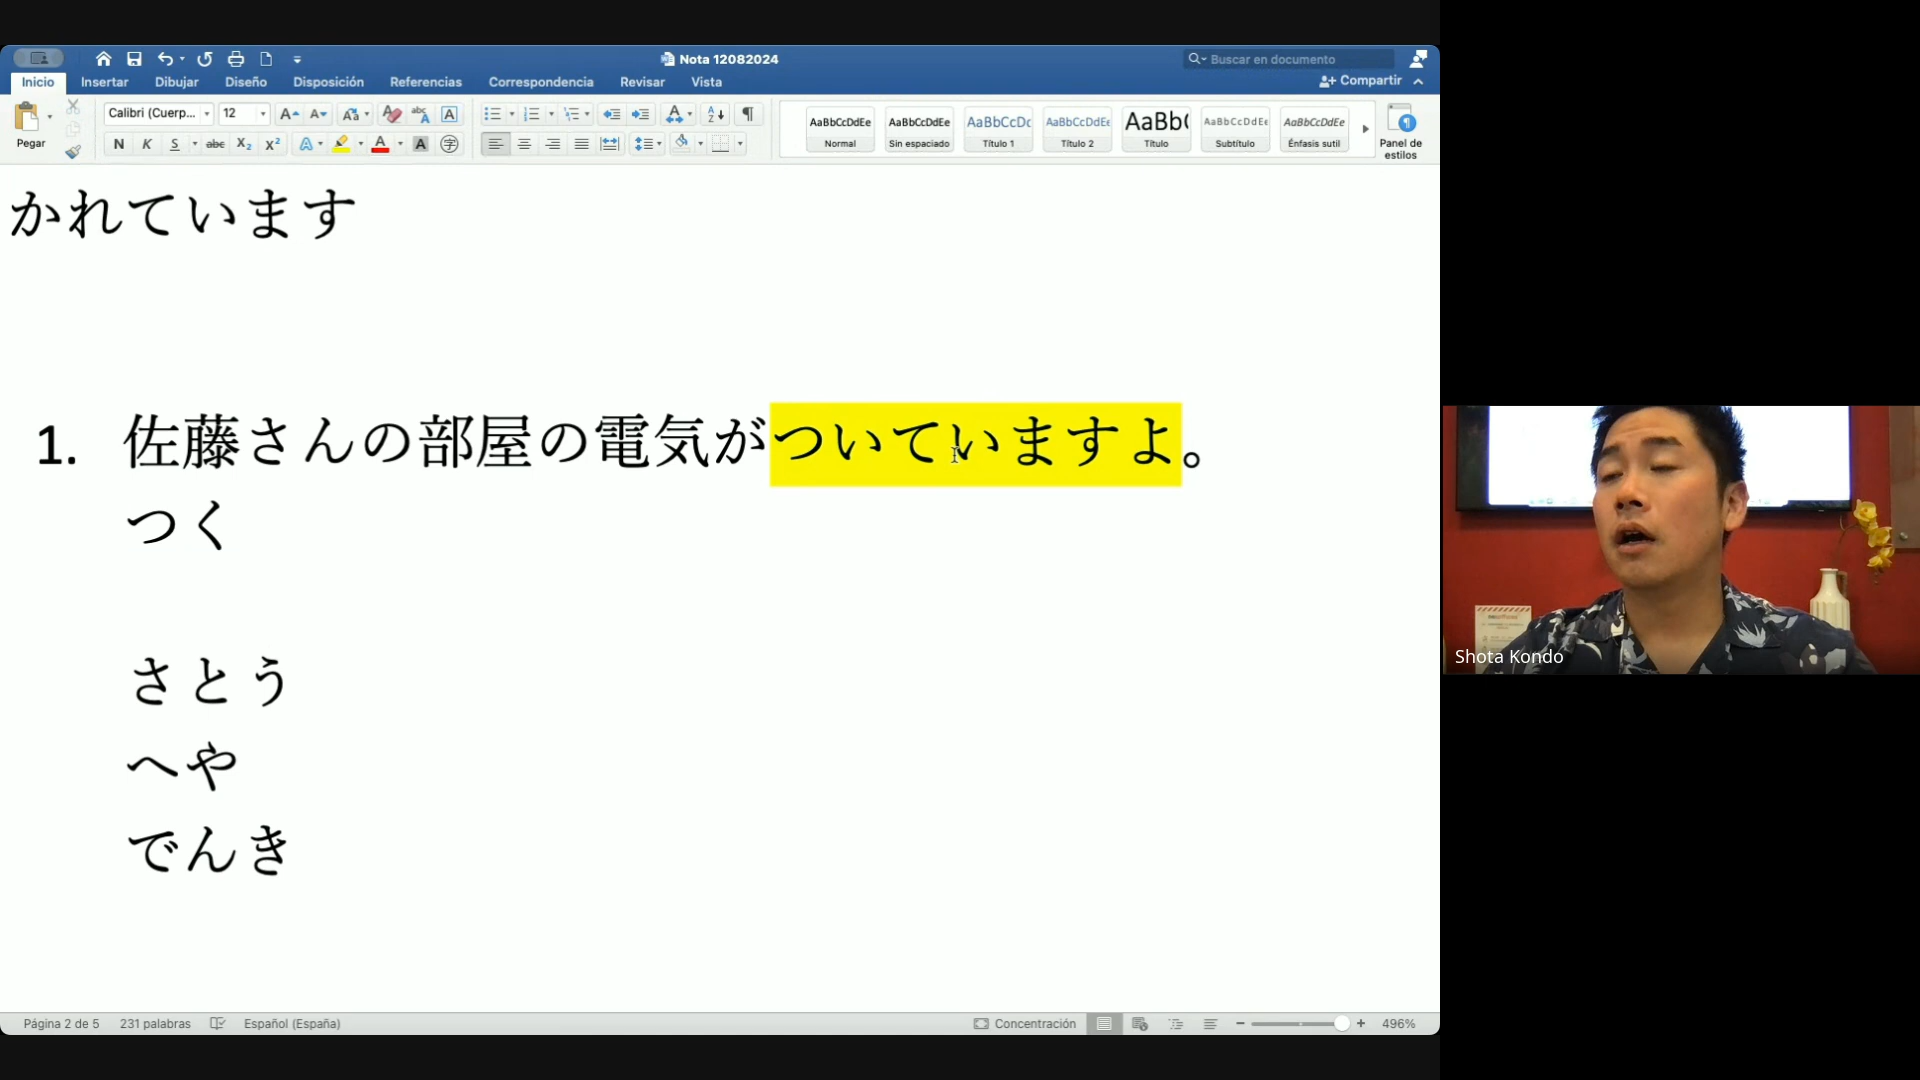 Nota 12082024
Buscar en documento
Inicio Insertar Dibujar Diseño Disposición Referencias Correspondencia Revisar Vista Compartir
Pegar
Calibri (Cuerp... 12
N K S abc X₂ X²
AaBbCcDdEe AaBbCcDdEe AaBbCcDc AaBbCcDdEe AaBb( AaBbCcDdEe AaBbCcDdEe
Normal Sin espaciado Título 1 Título 2 Título Subtítulo Énfasis sutil
Panel de estilos
かれています
1. 佐藤さんの部屋の電気がついていますよ。
つく
さとう
へや
でんき
Shota Kondo
Página 2 de 5 231 palabras Español (España) Concentración 496%